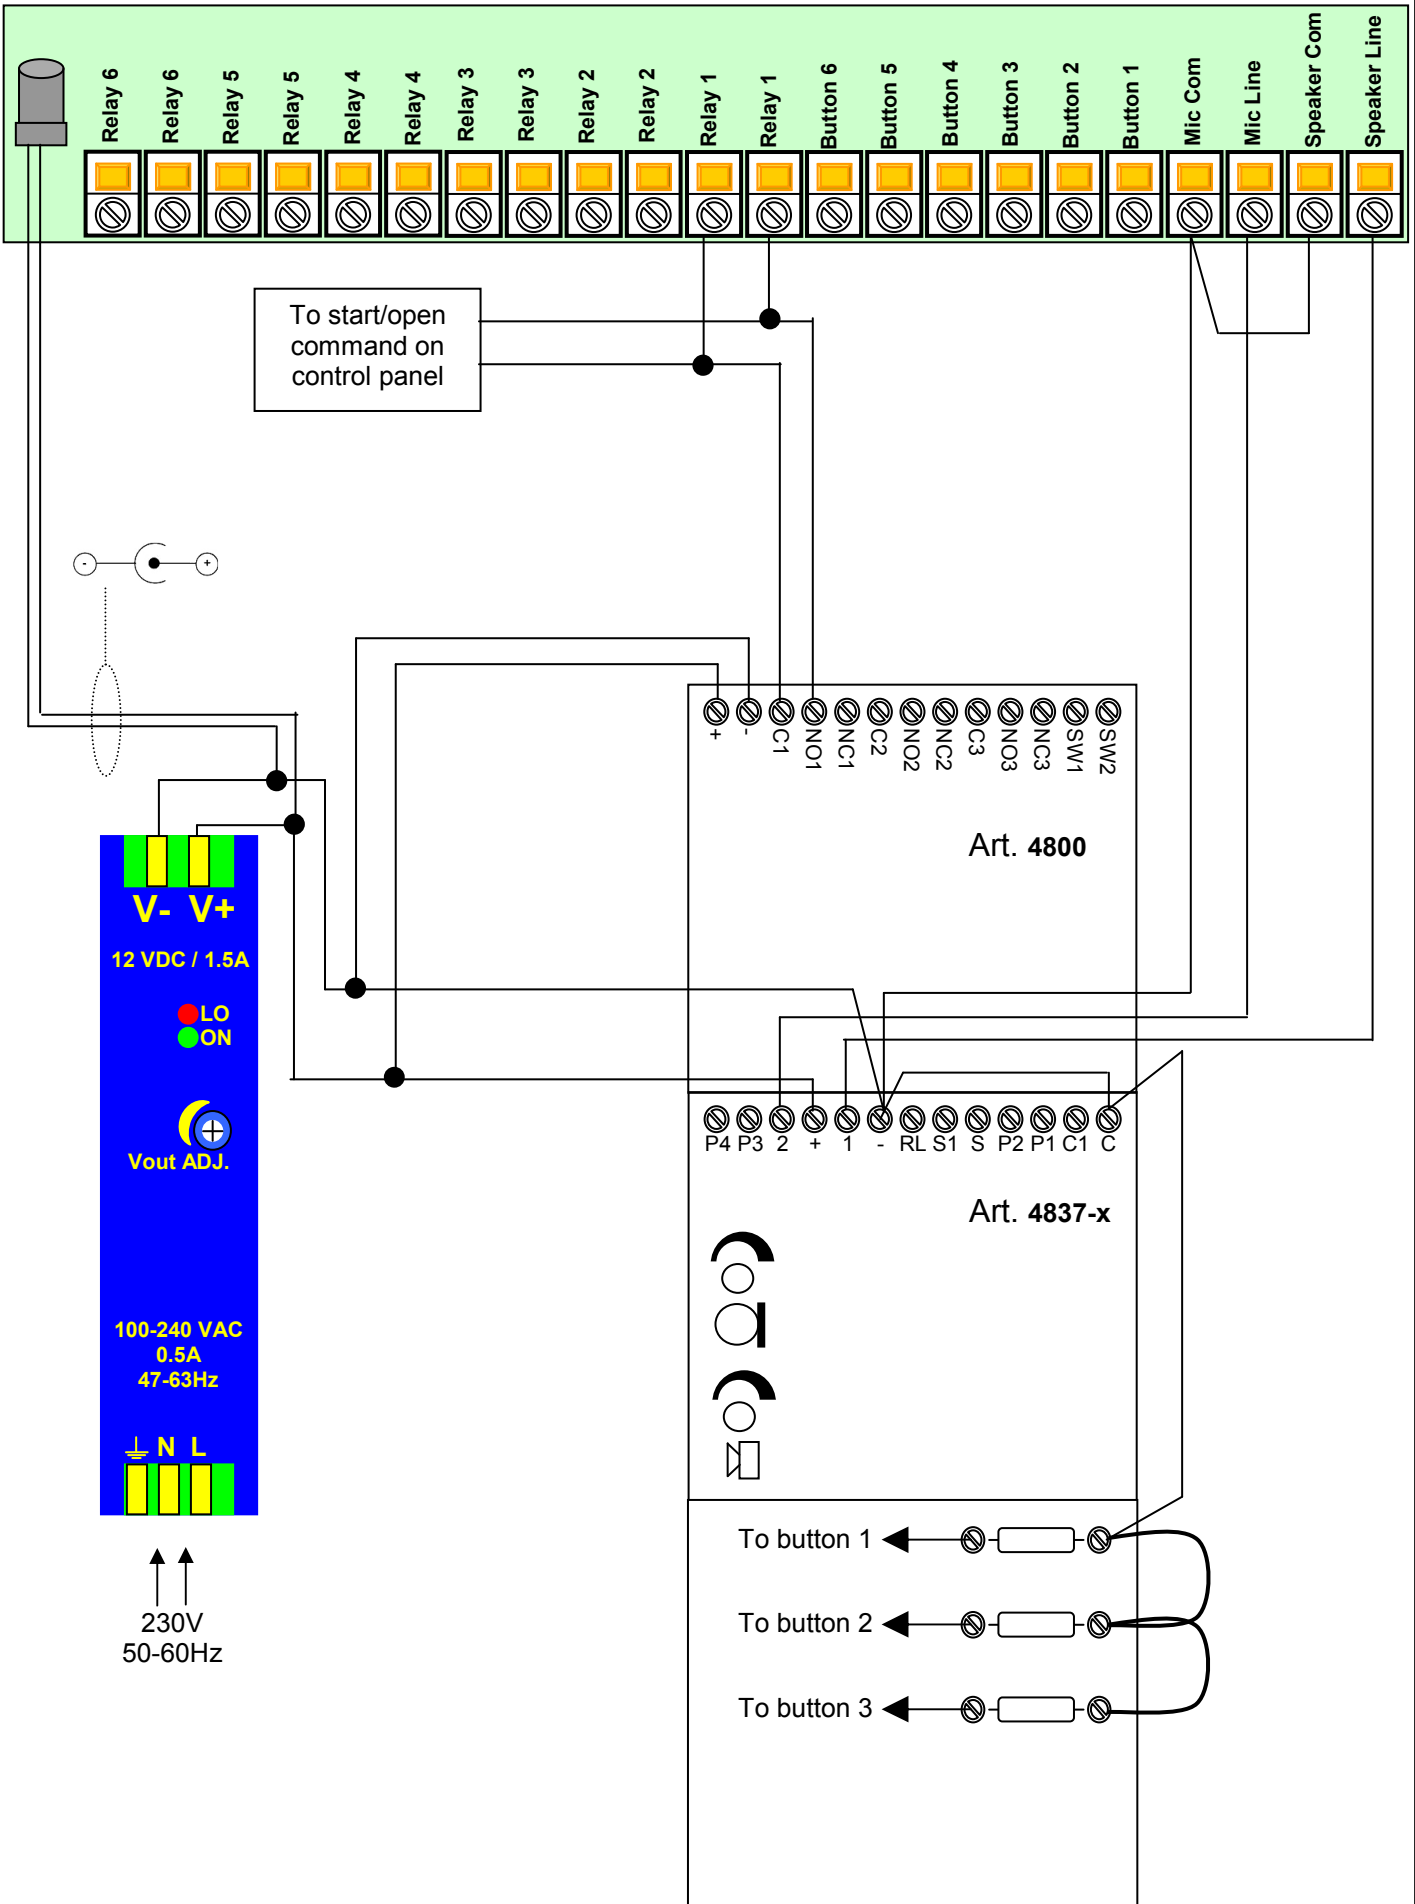 Relay 6
Relay 6
Relay 5
Relay 5
Relay 4
Relay 4
Relay 3
Relay 3
Relay 2
Relay 2
Relay 1
Relay 1
Button 6
Button 5
Button 4
Button 3
Button 2
Button 1
Mic Com
Mic Line
Speaker Com
Speaker Line
To start/open
command on
control panel
- +
+ - C1 NO1 NC1 C2 NO2 NC2 C3 NO3 NC3 SW1 SW2
Art. 4800
V- V+
12 VDC / 1.5A
LO
ON
Vout ADJ.
100-240 VAC
0.5A
47-63Hz
N L
230V
50-60Hz
P4 P3 2 + 1 - RL S1 S P2 P1 C1 C
Art. 4837-x
To button 1
To button 2
To button 3